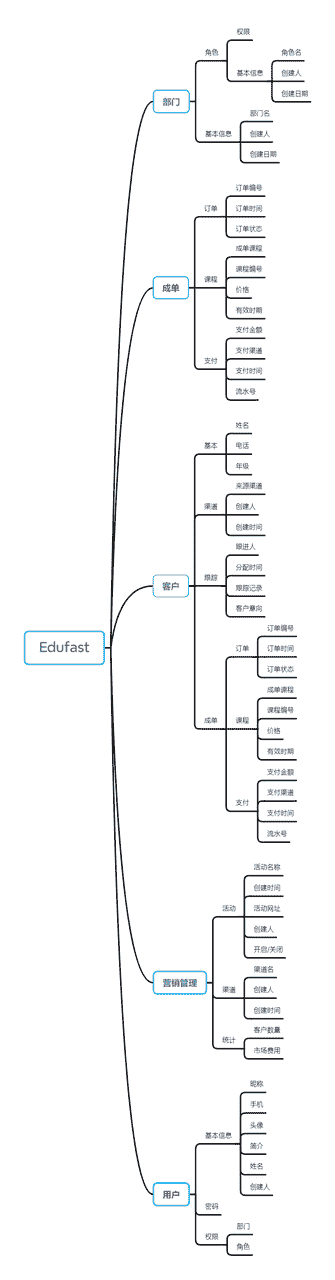 Edufast
部门
角色
权限
基本信息
角色名
创建人
创建日期
基本信息
部门名
创建人
创建日期
成单
订单
订单编号
订单时间
订单状态
课程
成单课程
课程编号
价格
有效时期
支付
支付金额
支付渠道
支付时间
流水号
客户
基本
姓名
电话
年级
渠道
来源渠道
创建人
创建时间
跟踪
跟进人
分配时间
跟踪记录
客户意向
成单
订单
订单编号
订单时间
订单状态
课程
成单课程
课程编号
价格
有效时期
支付
支付金额
支付渠道
支付时间
流水号
营销管理
活动
活动名称
创建时间
活动网址
创建人
开启/关闭
渠道
渠道名
创建人
创建时间
统计
客户数量
市场费用
用户
基本信息
昵称
手机
头像
简介
姓名
创建人
密码
权限
部门
角色